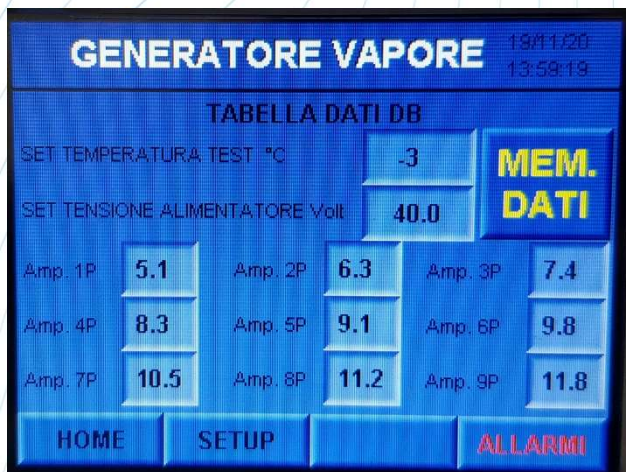 GENERATORE VAPORE
19/11/20
13:59:19
TABELLA DATI DB
SET TEMPERATURA TEST °C -3
MEM. DATI
SET TENSIONE ALIMENTATORE Volt 40.0
Amp. 1P 5.1 Amp. 2P 6.3 Amp. 3P 7.4
Amp. 4P 8.3 Amp. 5P 9.1 Amp. 6P 9.8
Amp. 7P 10.5 Amp. 8P 11.2 Amp. 9P 11.8
HOME SETUP ALLARMI